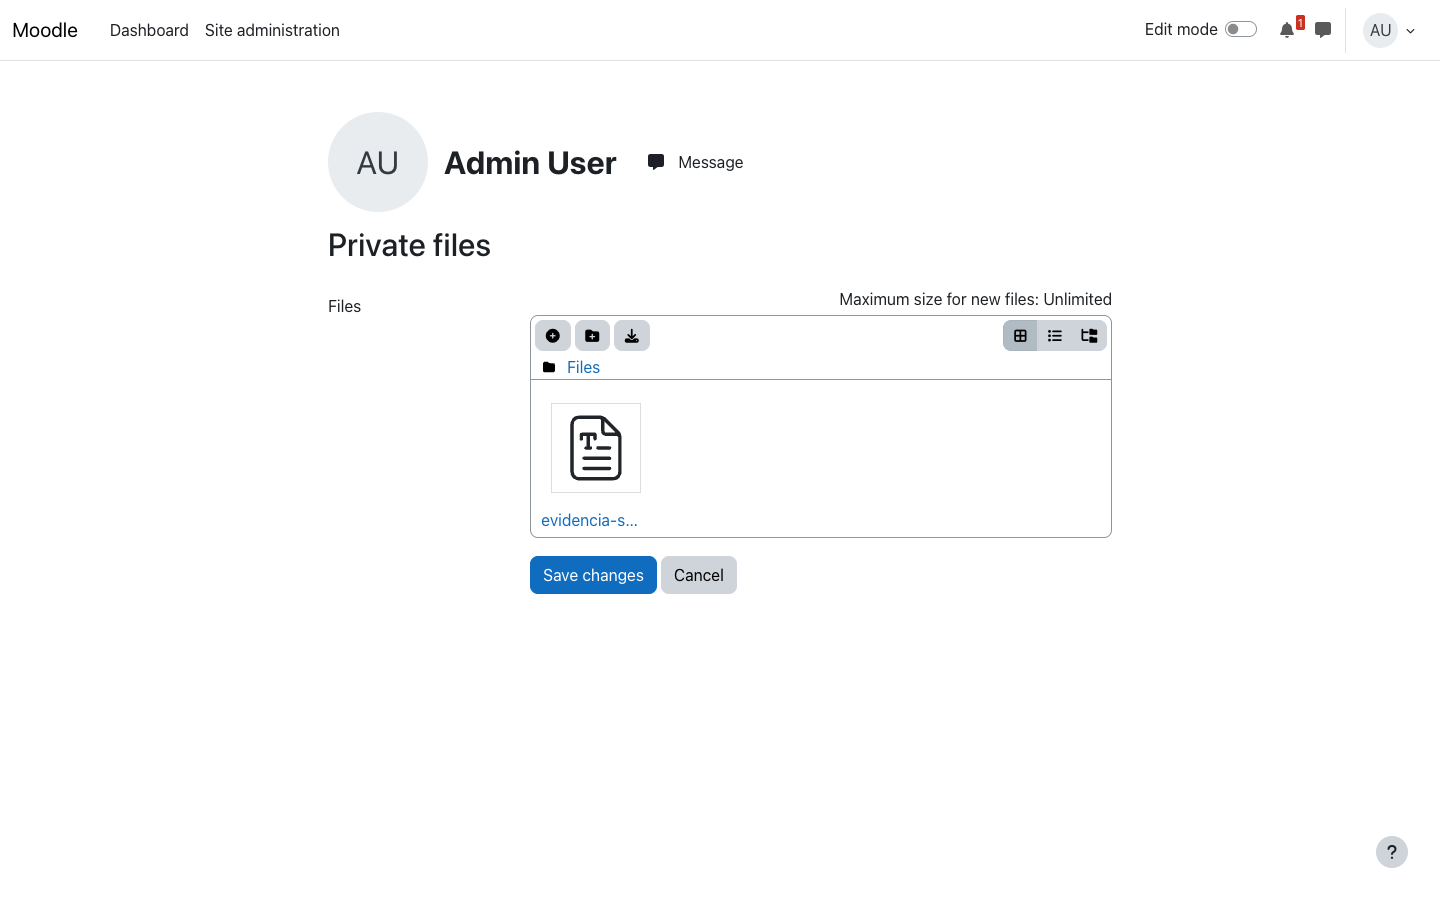 Moodle Dashboard Site administration Edit mode 1 AU
AU Admin User Message
Private files
Files
Maximum size for new files: Unlimited
Files
T
evidencia-s...
Save changes Cancel
?